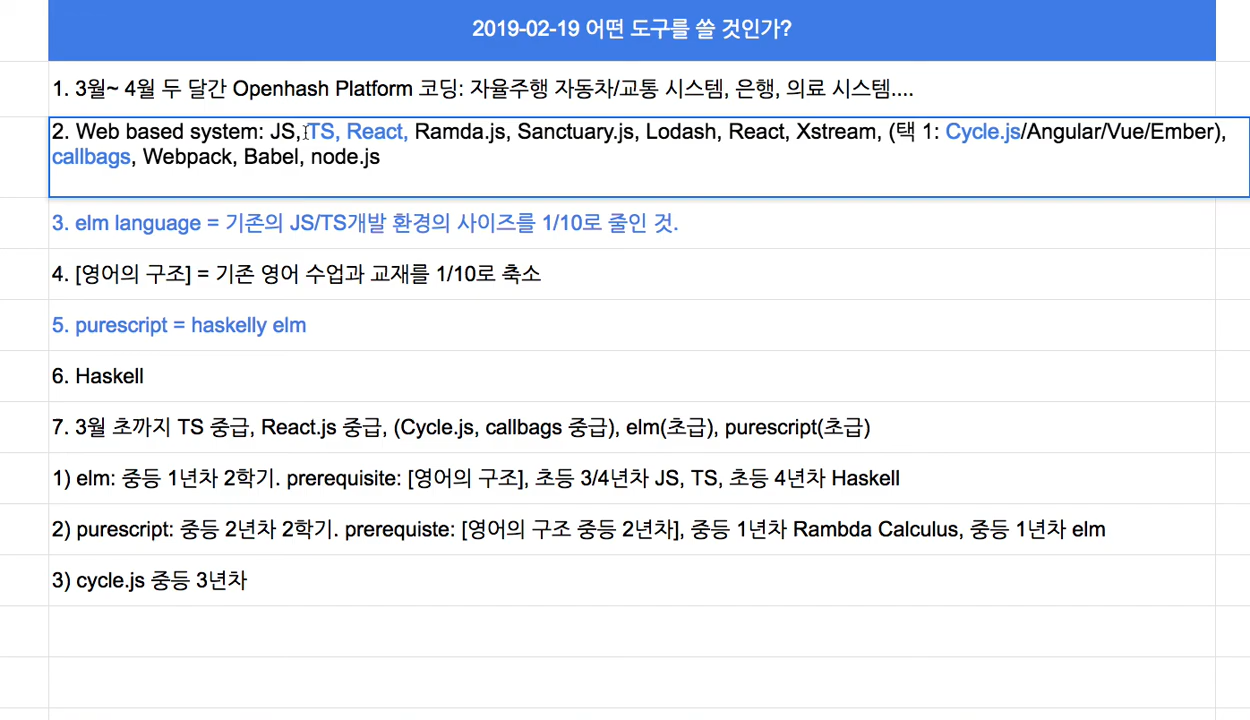 2019-02-19 어떤 도구를 쓸 것인가?
1. 3월~ 4월 두 달간 Openhash Platform 코딩: 자율주행 자동차/교통 시스템, 은행, 의료 시스템....
2. Web based system: JS, TS, React, Ramda.js, Sanctuary.js, Lodash, React, Xstream, (택 1: Cycle.js/Angular/Vue/Ember),
callbags, Webpack, Babel, node.js
3. elm language = 기존의 JS/TS개발 환경의 사이즈를 1/10로 줄인 것.
4. [영어의 구조] = 기존 영어 수업과 교재를 1/10로 축소
5. purescript = haskelly elm
6. Haskell
7. 3월 초까지 TS 중급, React.js 중급, (Cycle.js, callbags 중급), elm(초급), purescript(초급)
1) elm: 중등 1년차 2학기. prerequisite: [영어의 구조], 초등 3/4년차 JS, TS, 초등 4년차 Haskell
2) purescript: 중등 2년차 2학기. prerequiste: [영어의 구조 중등 2년차], 중등 1년차 Rambda Calculus, 중등 1년차 elm
3) cycle.js 중등 3년차